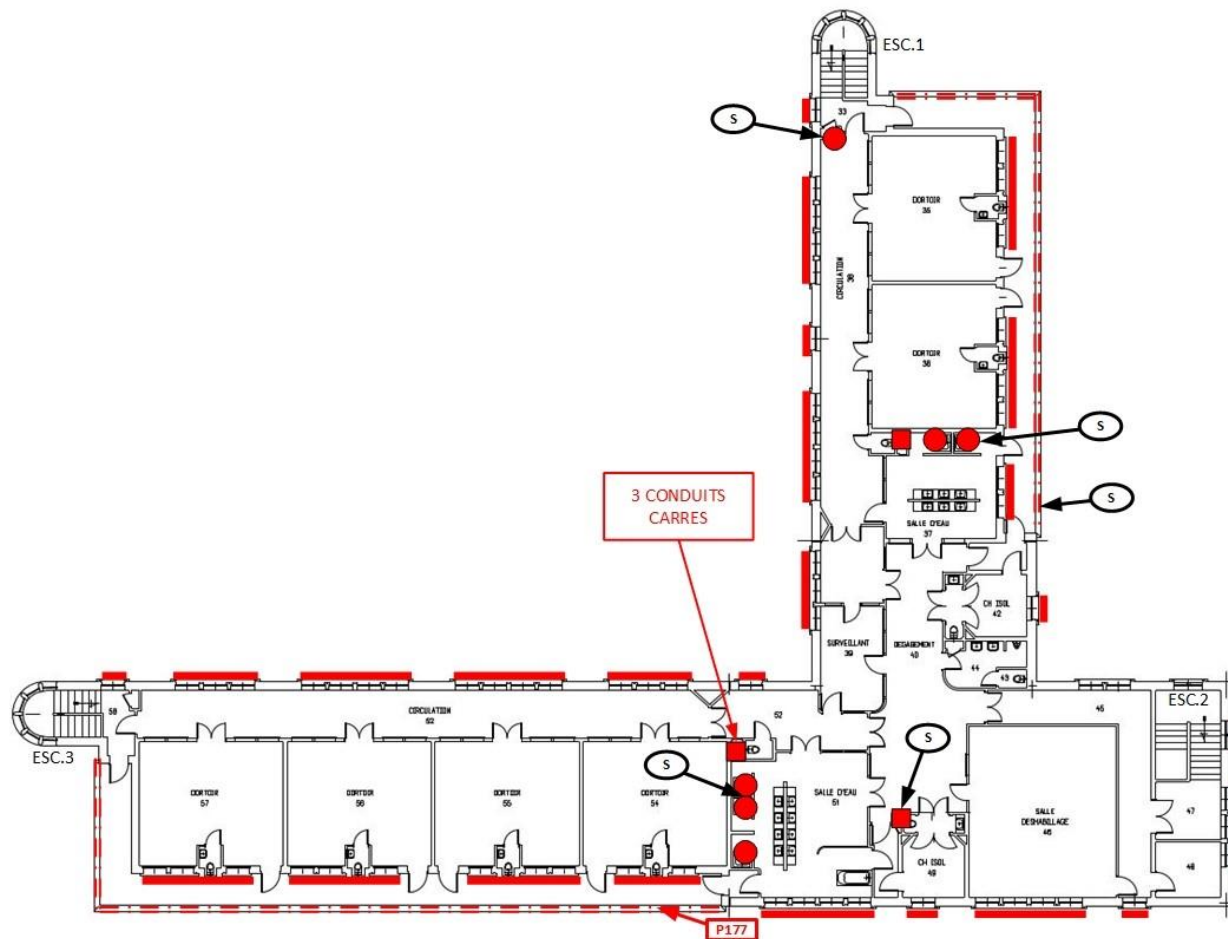 ESC.1
33
S
DORTOIR
36
CIRCULATION
38
DORTOIR
38
S
3 CONDUITS
CARRES
S
SALLE D'EAU
37
CH ISOL
42
SURVEILLANT
39
DEGAGEMENT
40
44
43
58
CIRCULATION
52
52
45
ESC.2
ESC.3
S
S
DORTOIR
57
DORTOIR
56
DORTOIR
55
DORTOIR
54
SALLE D'EAU
51
SALLE
DESHABILLAGE
46
47
CH ISOL
49
48
P177